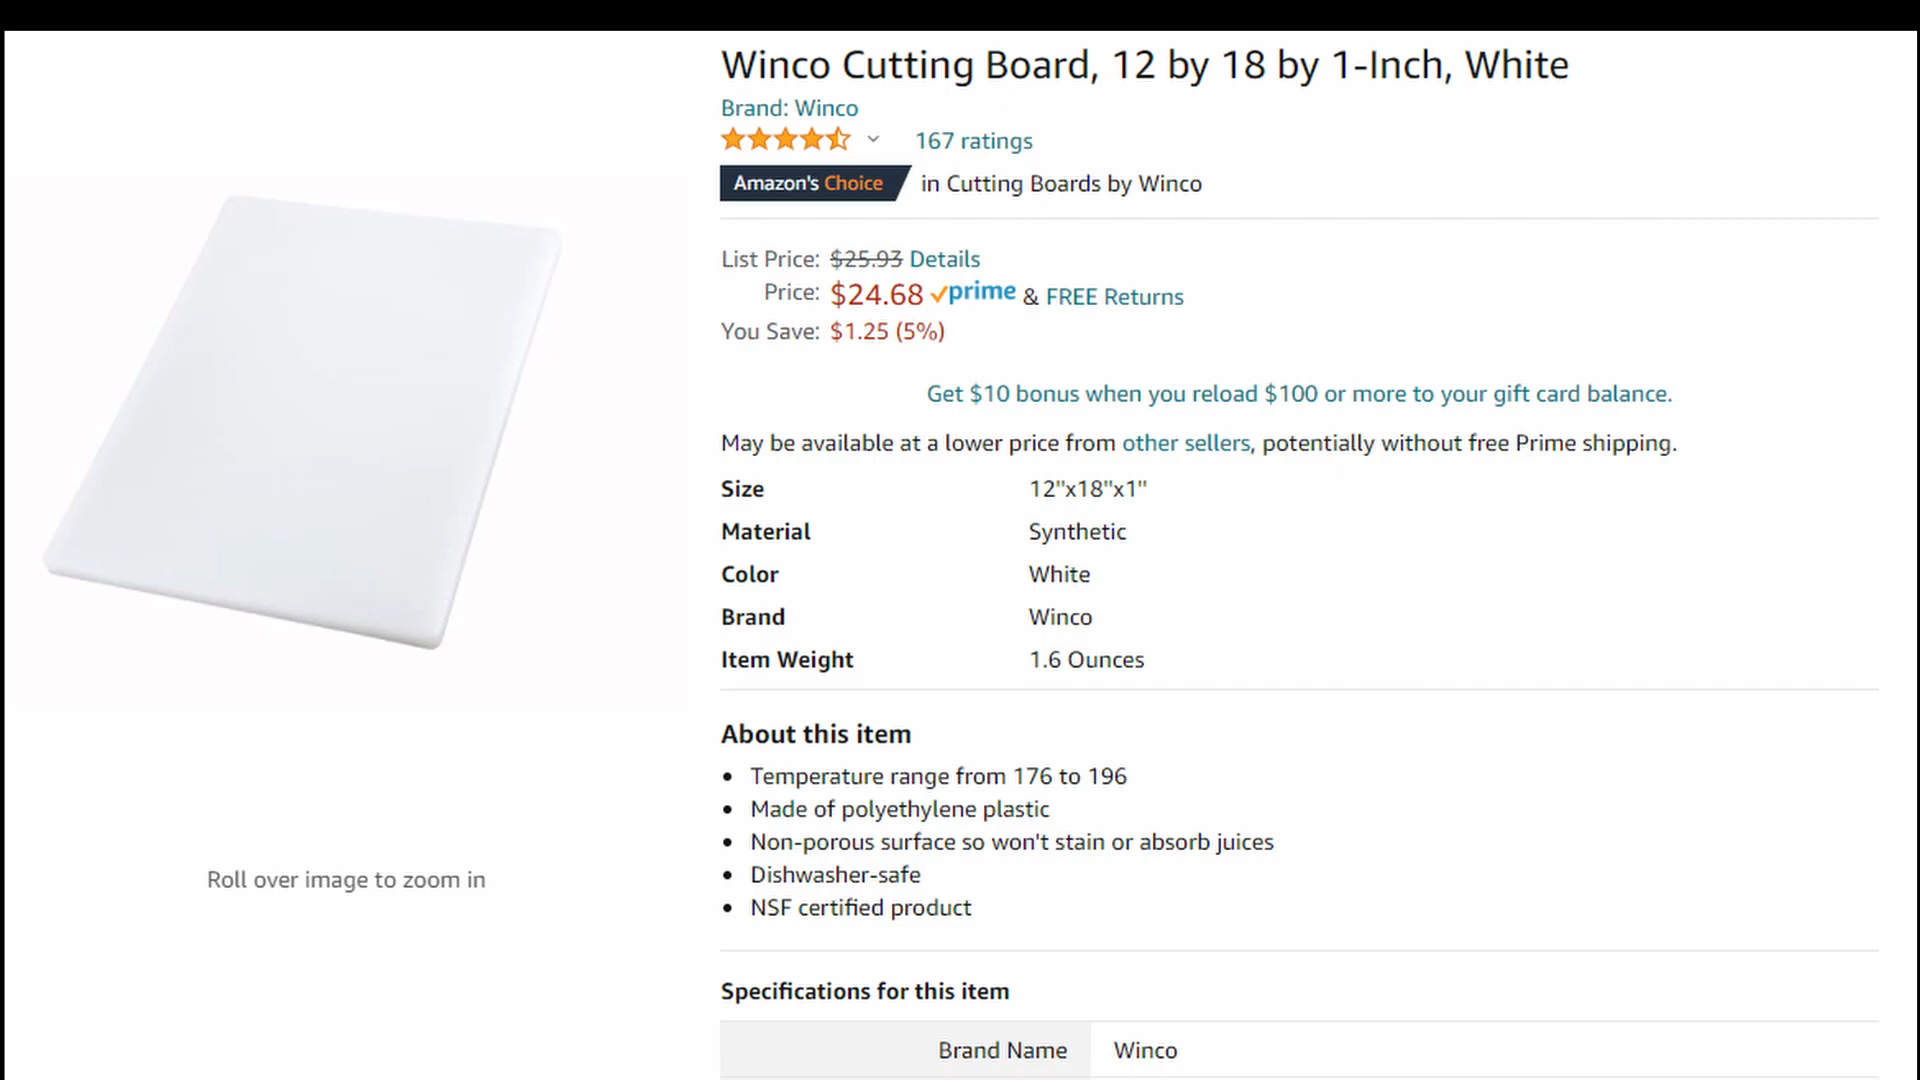 Winco Cutting Board, 12 by 18 by 1-Inch, White
Brand: Winco
167 ratings
Amazon's Choice in Cutting Boards by Winco
List Price: $25.93 Details
Price: $24.68 prime & FREE Returns
You Save: $1.25 (5%)
Get $10 bonus when you reload $100 or more to your gift card balance.
May be available at a lower price from other sellers, potentially without free Prime shipping.
Size 12"x18"x1"
Material Synthetic
Color White
Brand Winco
Item Weight 1.6 Ounces
About this item
• Temperature range from 176 to 196
• Made of polyethylene plastic
• Non-porous surface so won't stain or absorb juices
• Dishwasher-safe
• NSF certified product
Roll over image to zoom in
Specifications for this item
Brand Name Winco